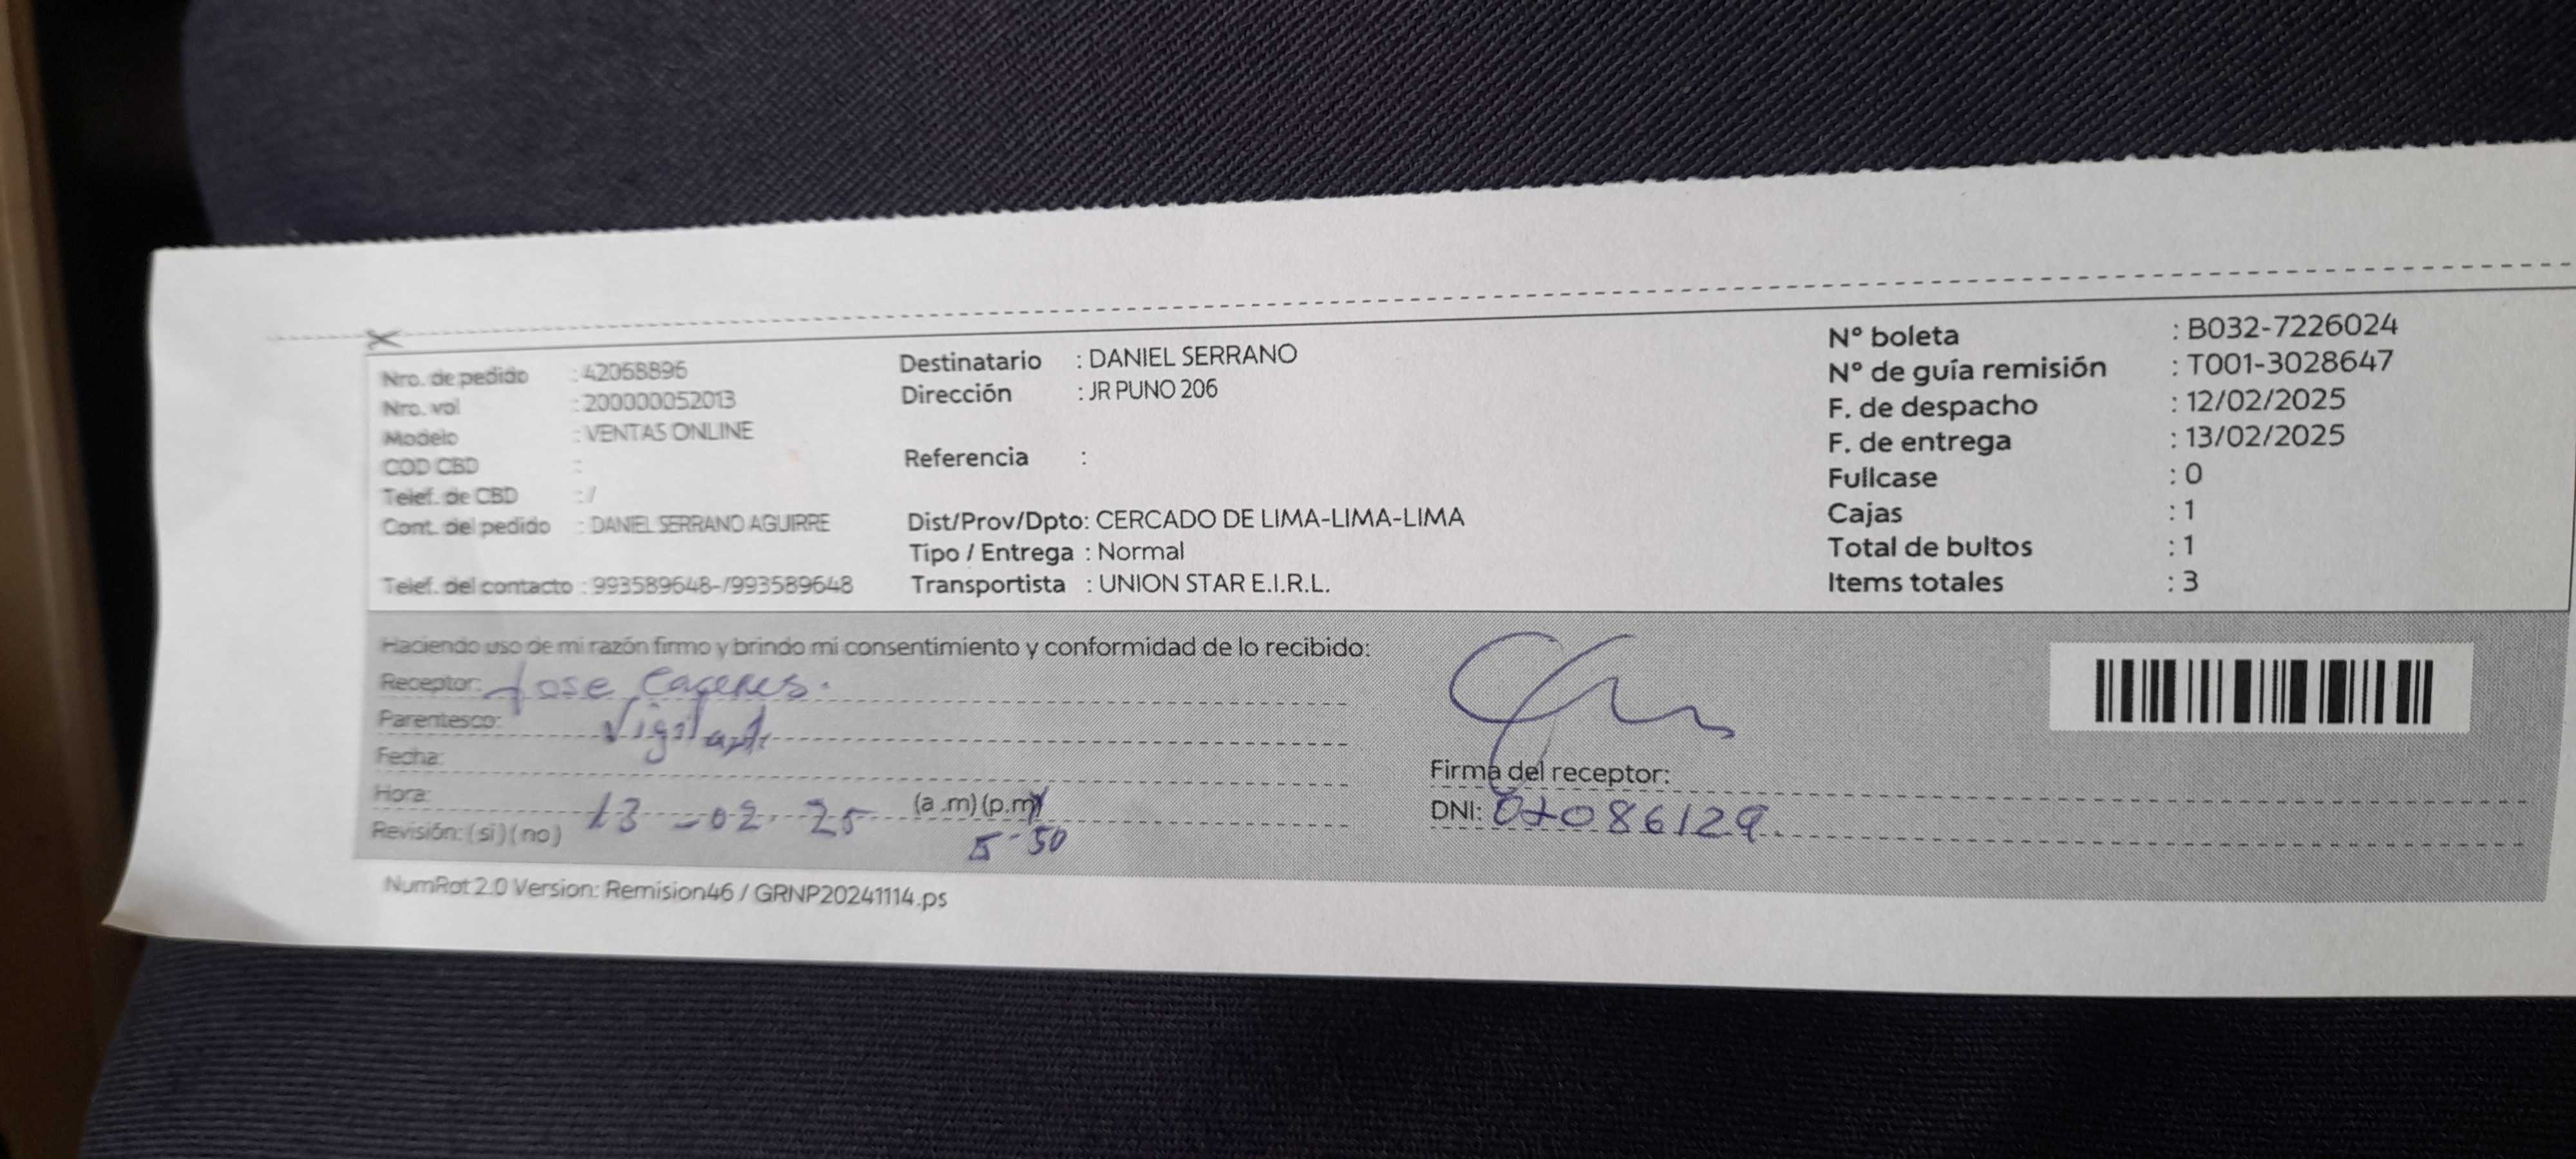 Nro. de pedido : 42058896
Nro. vol : 200000052013
Modelo : VENTAS ONLINE
COD CBD :
Telef. de CBD : /
Cont. del pedido : DANIEL SERRANO AGUIRRE
Telef. del contacto : 993589648-/993589648
Destinatario : DANIEL SERRANO
Dirección : JR PUNO 206
Referencia :
Dist/Prov/Dpto: CERCADO DE LIMA-LIMA-LIMA
Tipo / Entrega : Normal
Transportista : UNION STAR E.I.R.L.
Nº boleta : B032-7226024
Nº de guía remisión : T001-3028647
F. de despacho : 12/02/2025
F. de entrega : 13/02/2025
Fullcase : 0
Cajas : 1
Total de bultos : 1
Items totales : 3
Haciendo uso de mi razón firmo y brindo mi consentimiento y conformidad de lo recibido:
Receptor: Jose Caceres.
Parentesco: Vigilante
Fecha:
Hora: 13-02-25 (a.m)(p.m)
Revisión: (si)(no) 5-50
Firma del receptor:
DNI: 07086129
NumRot 2.0 Version: Remision46 / GRNP20241114.ps